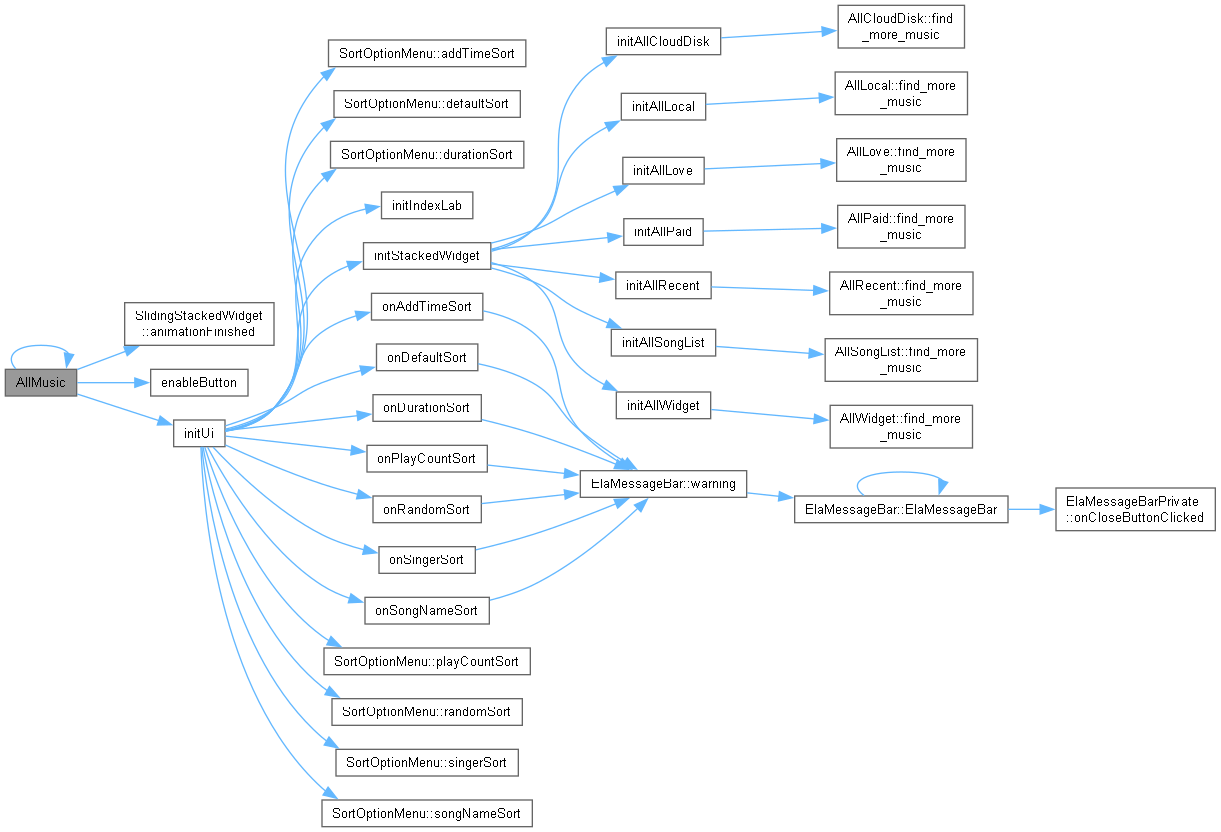 AllMusic
SlidingStackedWidget
::animationFinished
enableButton
initUi
SortOptionMenu::addTimeSort
SortOptionMenu::defaultSort
SortOptionMenu::durationSort
initIndexLab
initStackedWidget
onAddTimeSort
onDefaultSort
onDurationSort
onPlayCountSort
onRandomSort
onSingerSort
onSongNameSort
SortOptionMenu::playCountSort
SortOptionMenu::randomSort
SortOptionMenu::singerSort
SortOptionMenu::songNameSort
initAllCloudDisk
initAllLocal
initAllLove
initAllPaid
initAllRecent
initAllSongList
initAllWidget
ElaMessageBar::warning
AllCloudDisk::find
_more_music
AllLocal::find_more
_music
AllLove::find_more
_music
AllPaid::find_more
_music
AllRecent::find_more
_music
AllSongList::find_more
_music
AllWidget::find_more
_music
ElaMessageBar::ElaMessageBar
ElaMessageBarPrivate
::onCloseButtonClicked